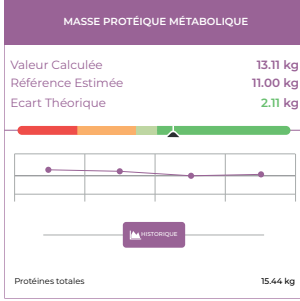 MASSE PROTÉIQUE MÉTABOLIQUE
Valeur Calculée 13.11 kg
Référence Estimée 11.00 kg
Ecart Théorique 2.11 kg
HISTORIQUE
Protéines totales 15.44 kg